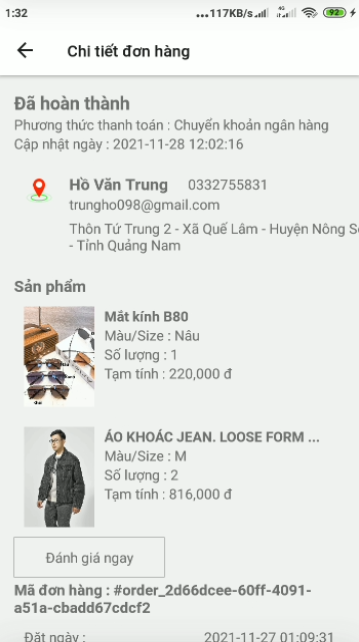 1:32
...117KB/s
4G
92
Chi tiết đơn hàng
Đã hoàn thành
Phương thức thanh toán : Chuyển khoản ngân hàng
Cập nhật ngày : 2021-11-28 12:02:16
Hồ Văn Trung 0332755831
trungho098@gmail.com
Thôn Tứ Trung 2 - Xã Quế Lâm - Huyện Nông S
- Tỉnh Quảng Nam
Sản phẩm
Mắt kính B80
Màu/Size : Nâu
Số lượng : 1
Tạm tính : 220,000 đ
ÁO KHOÁC JEAN. LOOSE FORM ...
Màu/Size : M
Số lượng : 2
Tạm tính : 816,000 đ
Đánh giá ngay
Mã đơn hàng : #order_2d66dcee-60ff-4091-
a51a-cbadd67cdcf2
Đặt ngày : 2021-11-27 01:09:31